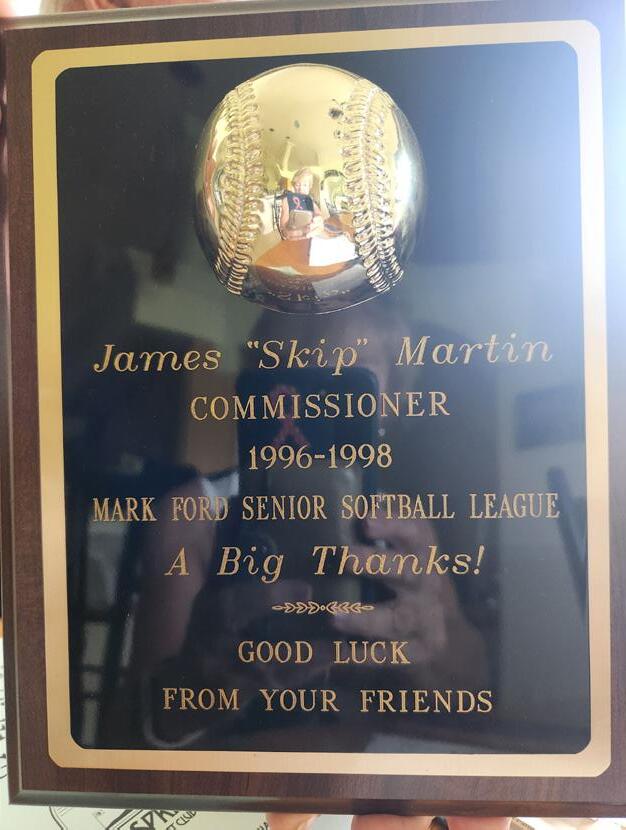 James "Skip" Martin
COMMISSIONER
1996-1998
MARK FORD SENIOR SOFTBALL LEAGUE
A Big Thanks!
GOOD LUCK
FROM YOUR FRIENDS